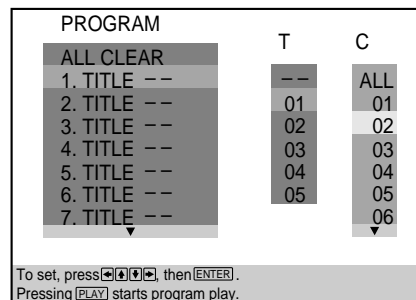 PROGRAM
T C
ALL CLEAR
1. TITLE – – – – ALL
2. TITLE – – 01 01
3. TITLE – – 02 02
4. TITLE – – 03 03
5. TITLE – – 04 04
6. TITLE – – 05 05
7. TITLE – – 06
To set, press , then ENTER .
Pressing PLAY starts program play.